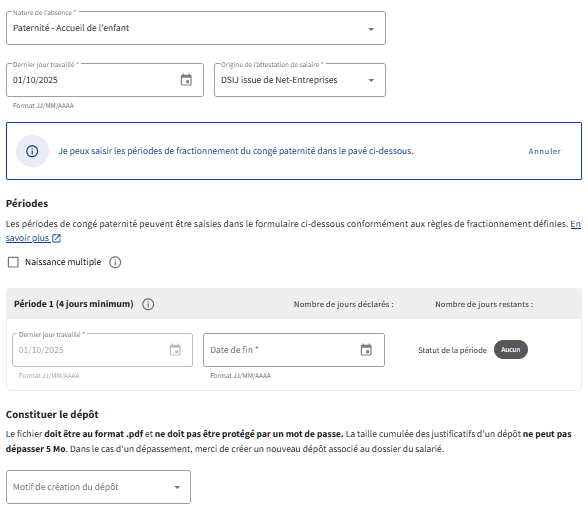 Nature de l'absence *
Paternité - Accueil de l'enfant
Dernier jour travaillé *
Origine de l'attestation de salaire *
01/10/2025
DSIJ issue de Net-Entreprises
Format JJ/MM/AAAA
Je peux saisir les périodes de fractionnement du congé paternité dans le pavé ci-dessous.
Annuler
Périodes
Les périodes de congé paternité peuvent être saisies dans le formulaire ci-dessous conformément aux règles de fractionnement définies. En
savoir plus
Naissance multiple
Période 1 (4 jours minimum)
Nombre de jours déclarés :
Nombre de jours restants :
Dernier jour travaillé *
01/10/2025
Date de fin *
Statut de la période
Aucun
Format JJ/MM/AAAA
Format JJ/MM/AAAA
Constituer le dépôt
Le fichier doit être au format .pdf et ne doit pas être protégé par un mot de passe. La taille cumulée des justificatifs d'un dépôt ne peut pas
dépasser 5 Mo. Dans le cas d'un dépassement, merci de créer un nouveau dépôt associé au dossier du salarié.
Motif de création du dépôt